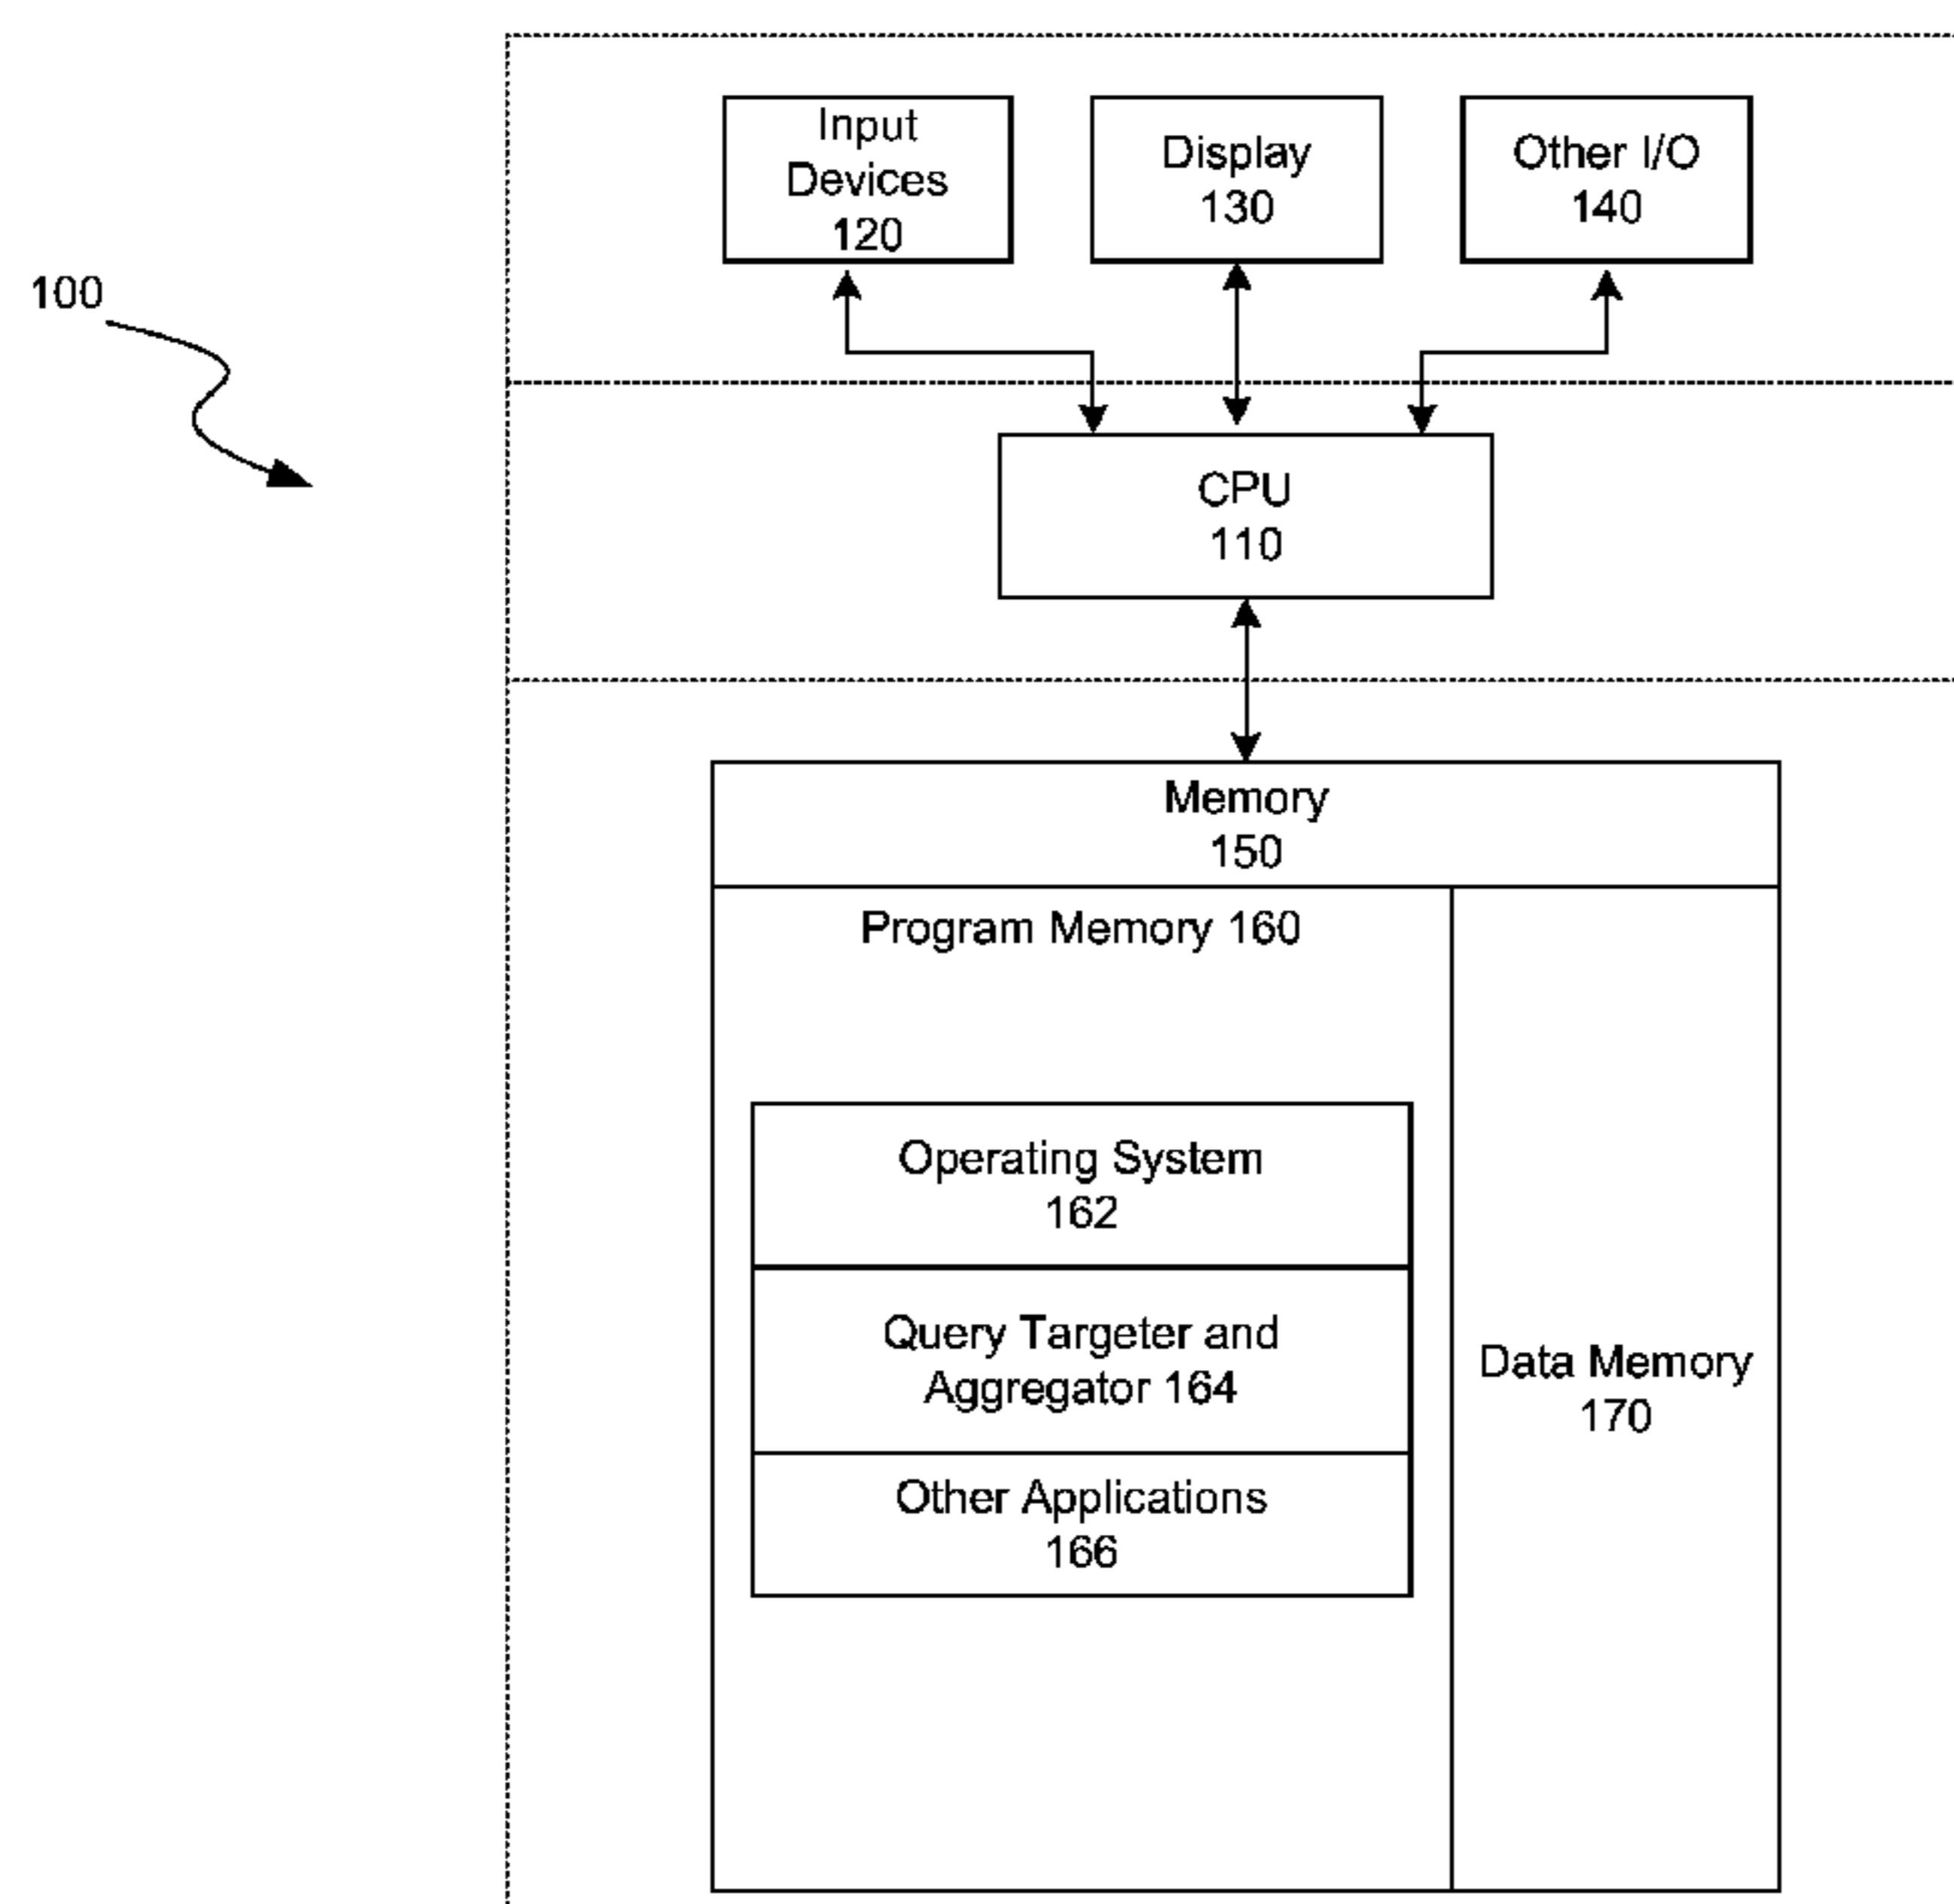 Input
Devices
120
Display
130
Other I/O
140
100
CPU
110
Memory
150
Program Memory 160
Operating System
162
Query Targeter and
Aggregator 164
Other Applications
166
Data Memory
170